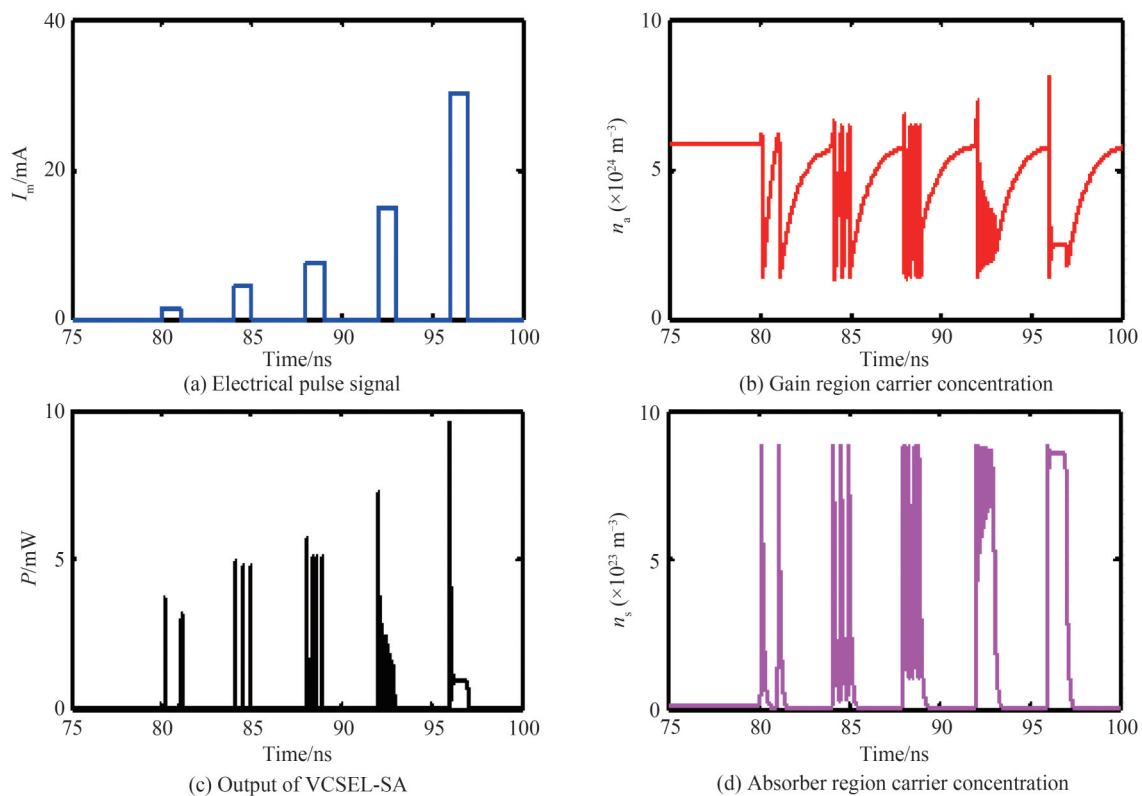 40
20
0
I_m/mA
75 80 85 90 95 100
Time/ns
(a) Electrical pulse signal
10
5
0
n_a (×10^24 m^−3)
75 80 85 90 95 100
Time/ns
(b) Gain region carrier concentration
10
5
0
P/mW
75 80 85 90 95 100
Time/ns
(c) Output of VCSEL-SA
10
5
0
n_s (×10^23 m^−3)
75 80 85 90 95 100
Time/ns
(d) Absorber region carrier concentration